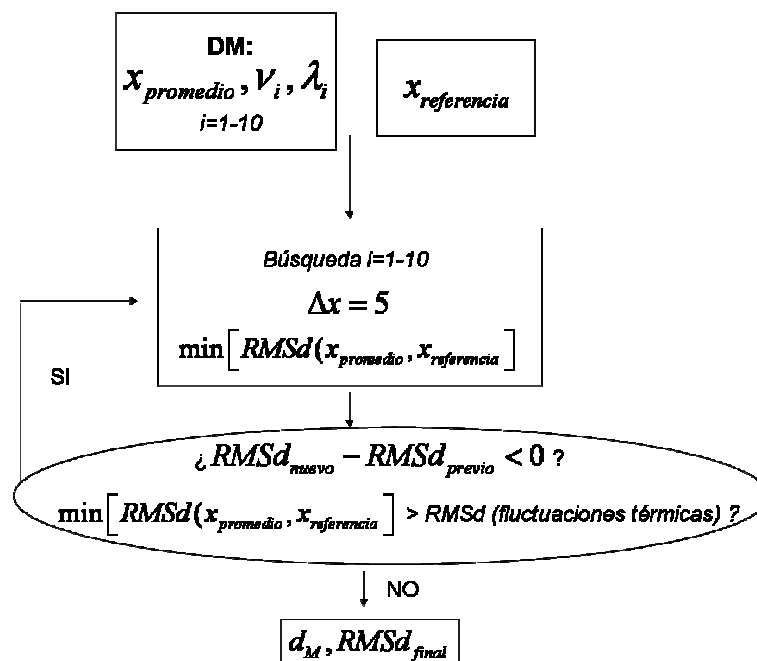 DM:
x_promedio, ν_i, λ_i
i=1-10
x_referencia
Búsqueda i=1-10
Δx = 5
min[RMSd(x_promedio, x_referencia]
SI
¿RMSd_nuevo − RMSd_previo < 0 ?
min[RMSd(x_promedio, x_referencia] > RMSd (fluctuaciones térmicas) ?
NO
d_M, RMSd_final